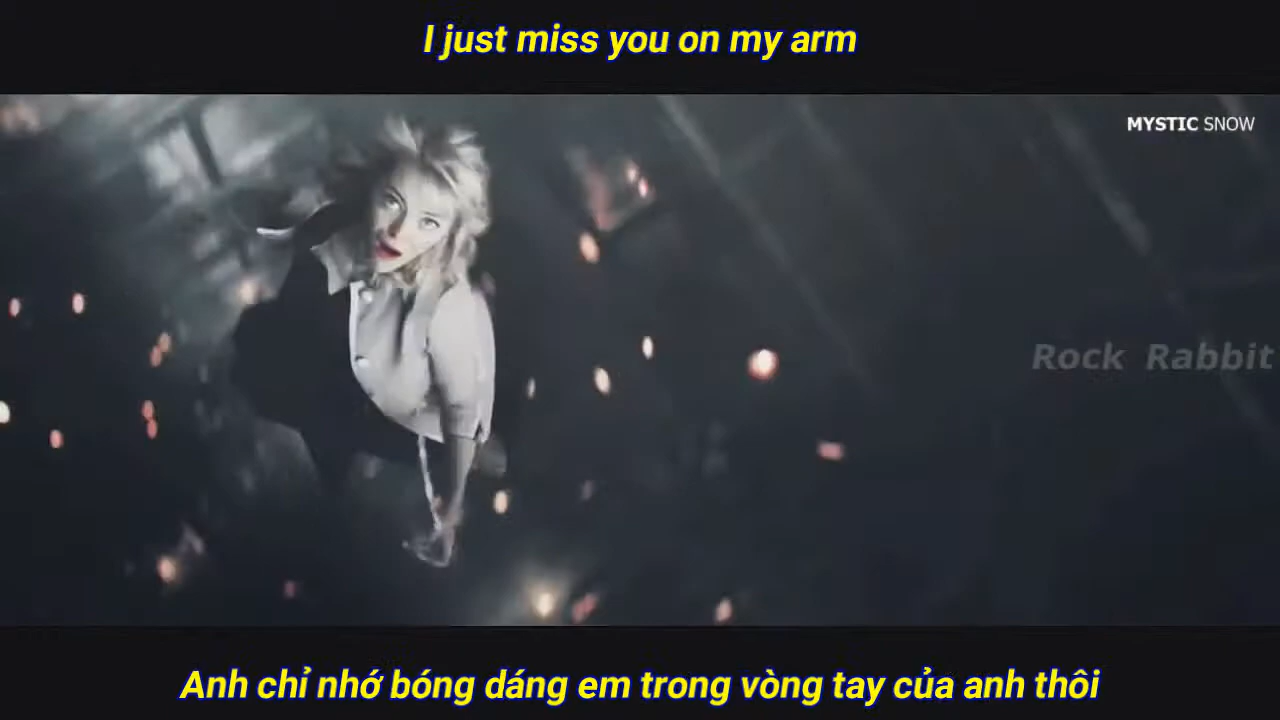 I just miss you on my arm
MYSTIC SNOW
Rock Rabbit
Anh chỉ nhớ bóng dáng em trong vòng tay của anh thôi